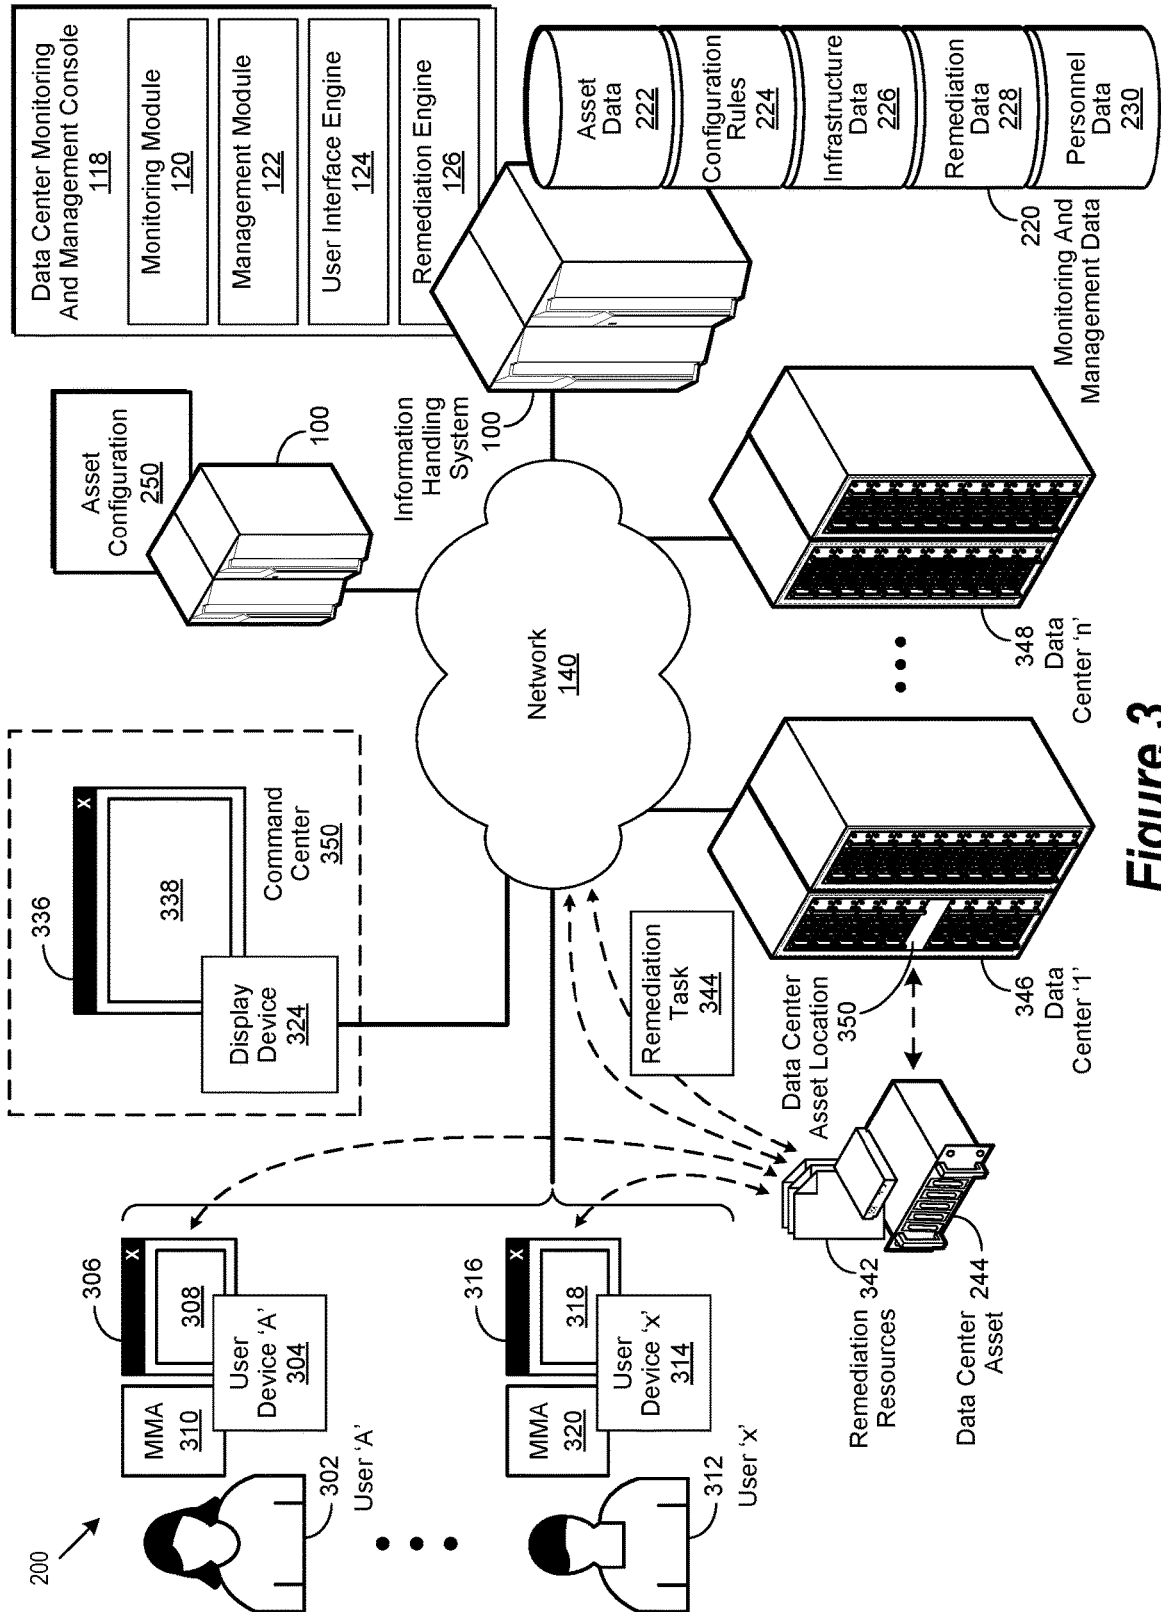 200
302
User 'A'
312
User 'x'
MMA
310
306
X
308
User
Device 'A'
304
MMA
320
316
X
318
User
Device 'x'
314
342
Remediation
Resources
244
Data Center
Asset
336
X
338
Display
Device
324
Command
Center
350
Remediation
Task
344
Data Center
Asset Location
350
346
Data
Center '1'
Network
140
348
Data
Center 'n'
Asset
Configuration
250
100
Information
Handling
System
100
Data Center Monitoring
And Management Console
118
Monitoring Module
120
Management Module
122
User Interface Engine
124
Remediation Engine
126
Asset
Data
222
Configuration
Rules
224
Infrastructure
Data
226
Remediation
Data
228
Personnel
Data
230
220
Monitoring And
Management Data
Figure 3